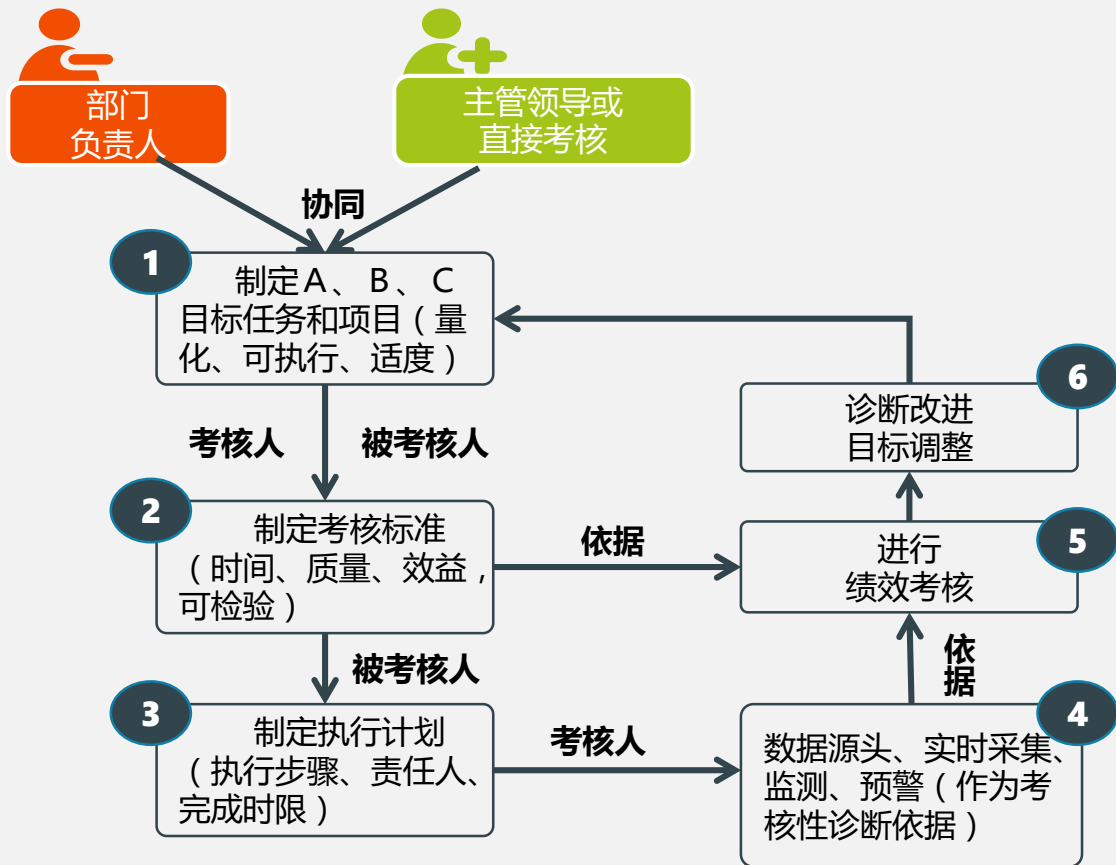 部门
负责人
主管领导或
直接考核
协同
1
制定A、B、C
目标任务和项目（量
化、可执行、适度）
考核人
被考核人
2
制定考核标准
（时间、质量、效益，
可检验）
依据
被考核人
3
制定执行计划
（执行步骤、责任人、
完成时限）
考核人
4
数据源头、实时采集、
监测、预警（作为考
核性诊断依据）
依
据
5
进行
绩效考核
6
诊断改进
目标调整